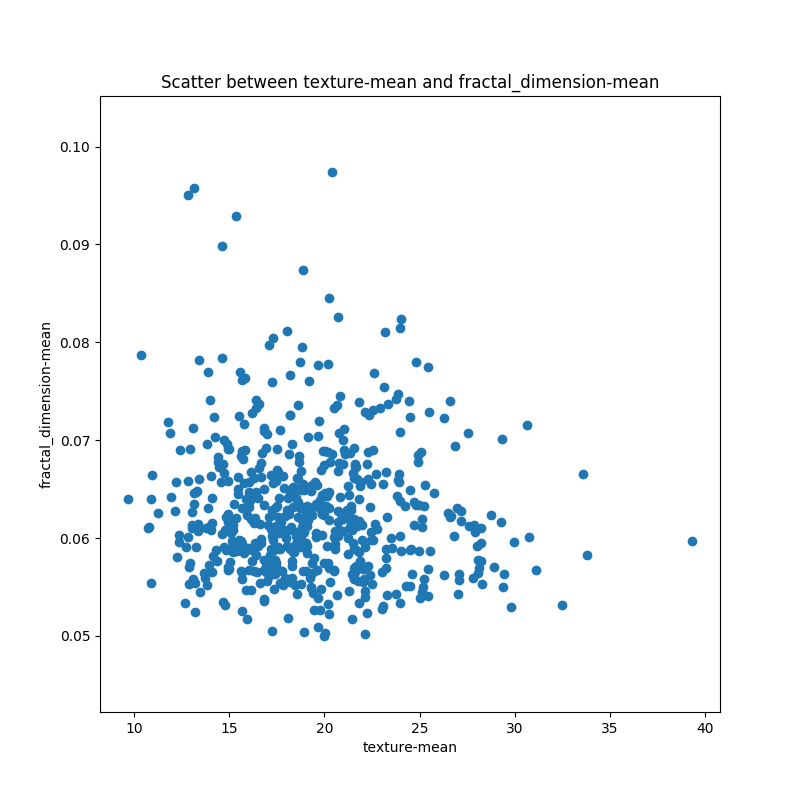 Scatter between texture-mean and fractal_dimension-mean
0.10
0.09
0.08
0.07
0.06
0.05
fractal_dimension-mean
10 15 20 25 30 35 40
texture-mean